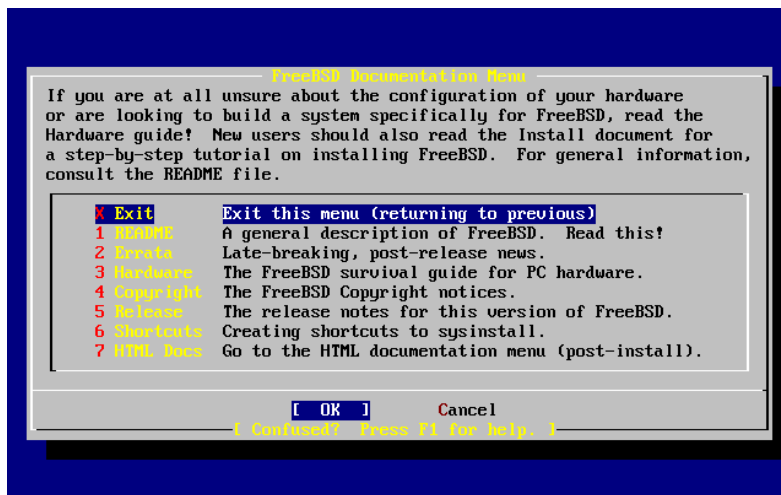 FreeBSD Documentation Menu
If you are at all unsure about the configuration of your hardware
or are looking to build a system specifically for FreeBSD, read the
Hardware guide!  New users should also read the Install document for
a step-by-step tutorial on installing FreeBSD.  For general information,
consult the README file.
X Exit Exit this menu (returning to previous)
1 README A general description of FreeBSD.  Read this!
2 Errata Late-breaking, post-release news.
3 Hardware The FreeBSD survival guide for PC hardware.
4 Copyright The FreeBSD Copyright notices.
5 Release The release notes for this version of FreeBSD.
6 Shortcuts Creating shortcuts to sysinstall.
7 HTML Docs Go to the HTML documentation menu (post-install).
[ OK ] Cancel
[ Confused? Press F1 for help. ]